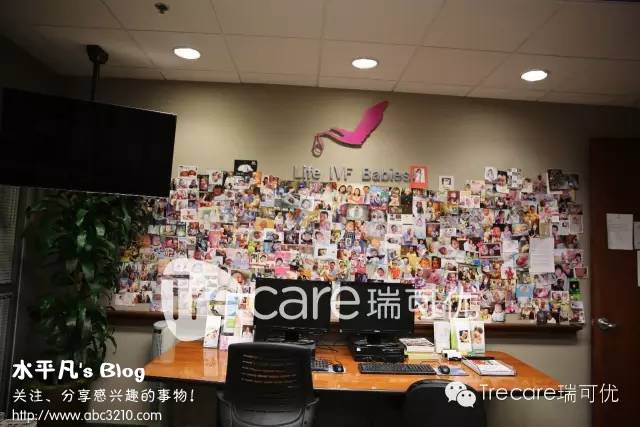 Life IVF Babies
Trecare瑞可优
水平凡's Blog
关注、分享感兴趣的事物!
http://www.abc3210.com
Trecare瑞可优